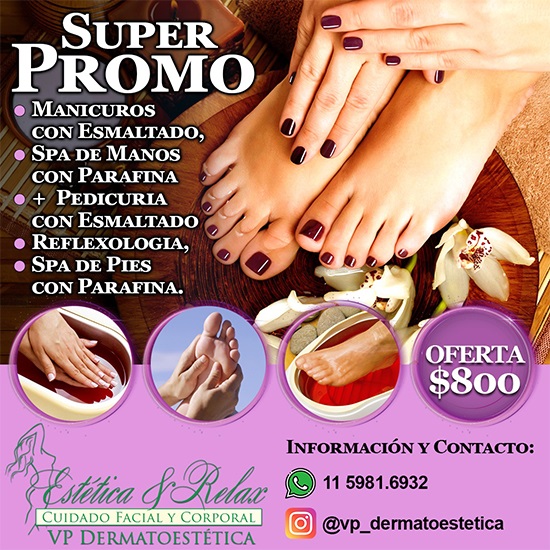 Super
Promo
Manicuros
con Esmaltado,
Spa de Manos
con Parafina
+ Pedicuria
con Esmaltado
Reflexologia,
Spa de Pies
con Parafina.
OFERTA
$800
Información y Contacto:
11 5981.6932
@vp_dermatoestetica
Estética & Relax
Cuidado Facial y Corporal
VP Dermatoestética